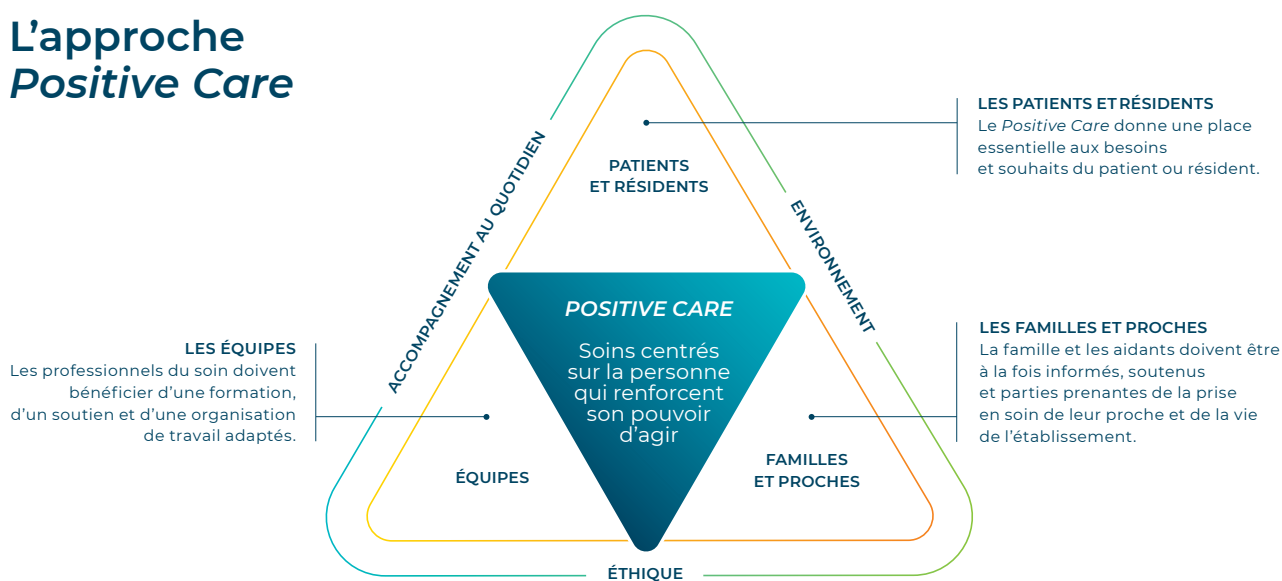 L’approche
Positive Care
ACCOMPAGNEMENT AU QUOTIDIEN
ENVIRONNEMENT
ÉTHIQUE
PATIENTS
ET RÉSIDENTS
LES PATIENTS ET RÉSIDENTS
Le Positive Care donne une place
essentielle aux besoins
et souhaits du patient ou résident.
POSITIVE CARE
Soins centrés
sur la personne
qui renforcent
son pouvoir
d’agir
LES ÉQUIPES
Les professionnels du soin doivent
bénéficier d’une formation,
d’un soutien et d’une organisation
de travail adaptés.
ÉQUIPES
FAMILLES
ET PROCHES
LES FAMILLES ET PROCHES
La famille et les aidants doivent être
à la fois informés, soutenus
et parties prenantes de la prise
en soin de leur proche et de la vie
de l’établissement.